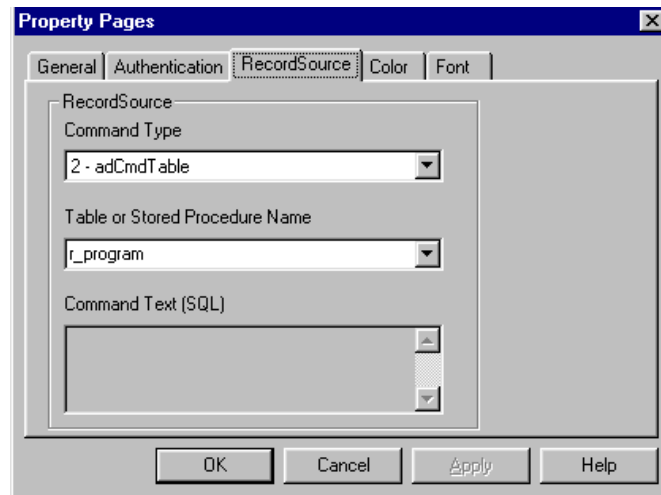 Property Pages
General Authentication RecordSource Color Font
RecordSource
Command Type
2 - adCmdTable
Table or Stored Procedure Name
r_program
Command Text (SQL)
OK Cancel Apply Help